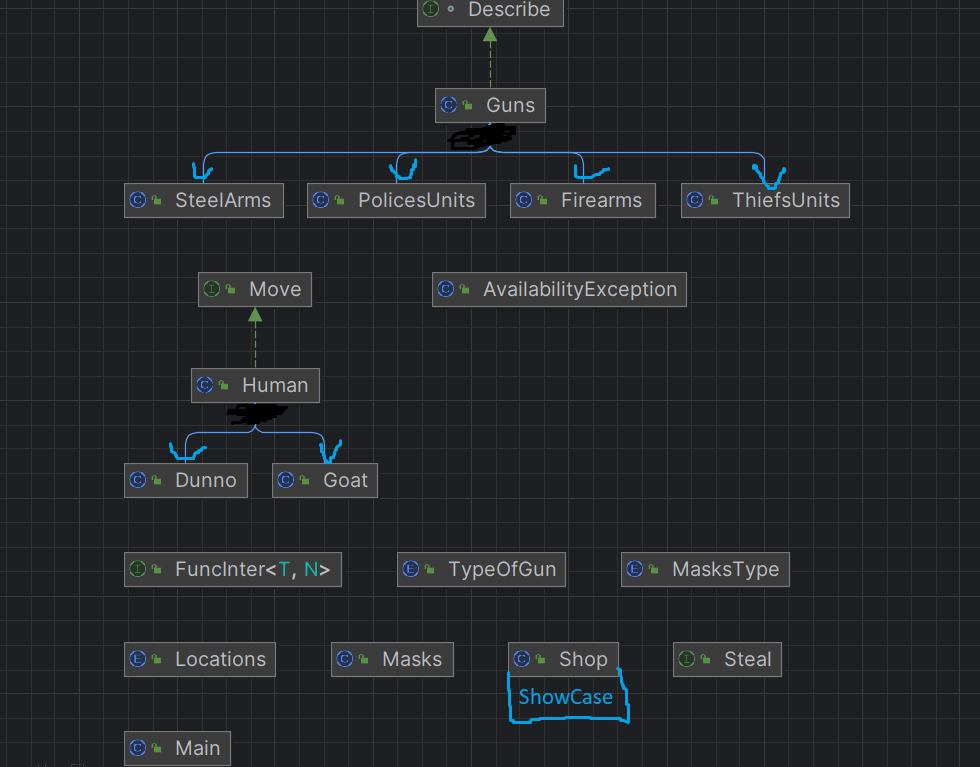 Describe
Guns
SteelArms PolicesUnits Firearms ThiefsUnits
Move AvailabilityException
Human
Dunno Goat
FuncInter<T, N> TypeOfGun MasksType
Locations Masks Shop Steal
ShowCase
Main